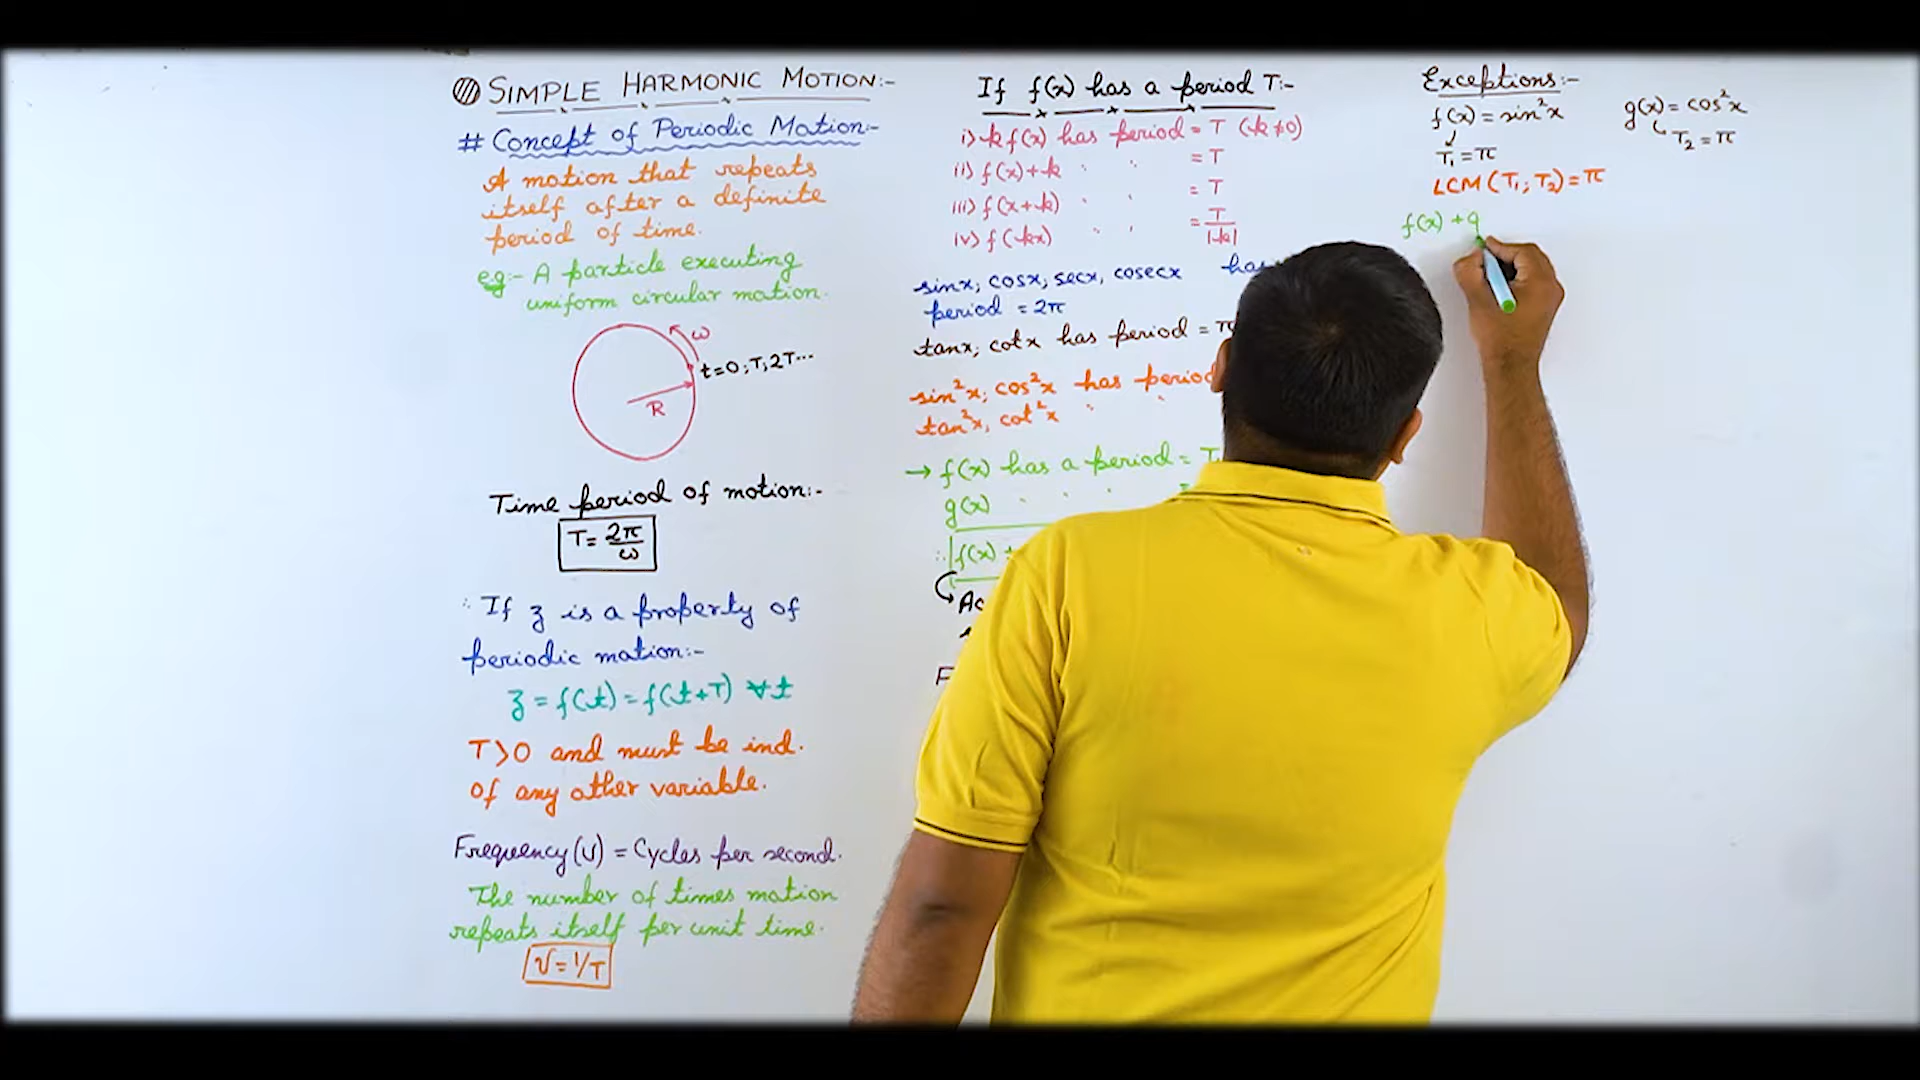 SIMPLE HARMONIC MOTION:-
# Concept of Periodic Motion:-
A motion that repeats
itself after a definite
period of time.
eg:- A particle executing
uniform circular motion.
ω
t=0, T, 2T...
R
Time period of motion:-
T = 2π/ω
∴ If z is a property of
periodic motion:-
z = f(t) = f(t+T) ∀t
T>0 and must be ind.
of any other variable.
Frequency(ν) = Cycles per second.
The number of times motion
repeats itself per unit time.
ν = 1/T
If f(x) has a period T:-
i) kf(x) has period = T (k≠0)
ii) f(x)+k " " = T
iii) f(x+k) " " = T
iv) f(kx) " " = T/|k|
sinx, cosx, secx, cosecx
period = 2π
tanx, cotx has period = π
sin²x, cos²x has period
tan²x, cot²x " "
→ f(x) has a period =
g(x) " " "
∴ f(x)
Exceptions:-
f(x) = sin²x
T₁ = π
g(x) = cos²x
T₂ = π
LCM (T₁, T₂) = π
f(x) +